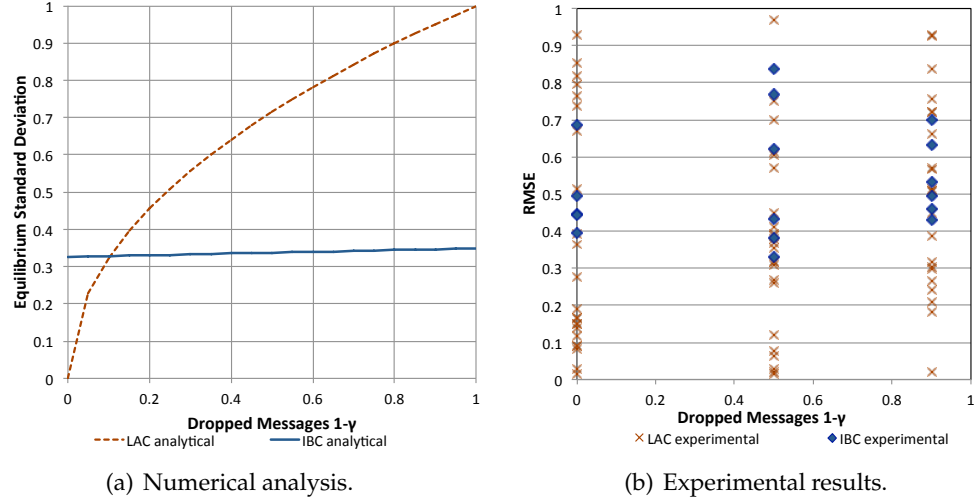 1
0.9
0.8
0.7
0.6
0.5
0.4
0.3
0.2
0.1
0
Equilibrium Standard Deviation
0 0.2 0.4 0.6 0.8 1
Dropped Messages 1-γ
LAC analytical IBC analytical
(a) Numerical analysis.
1
0.9
0.8
0.7
0.6
0.5
0.4
0.3
0.2
0.1
0
RMSE
0 0.2 0.4 0.6 0.8 1
Dropped Messages 1-γ
LAC experimental IBC experimental
(b) Experimental results.